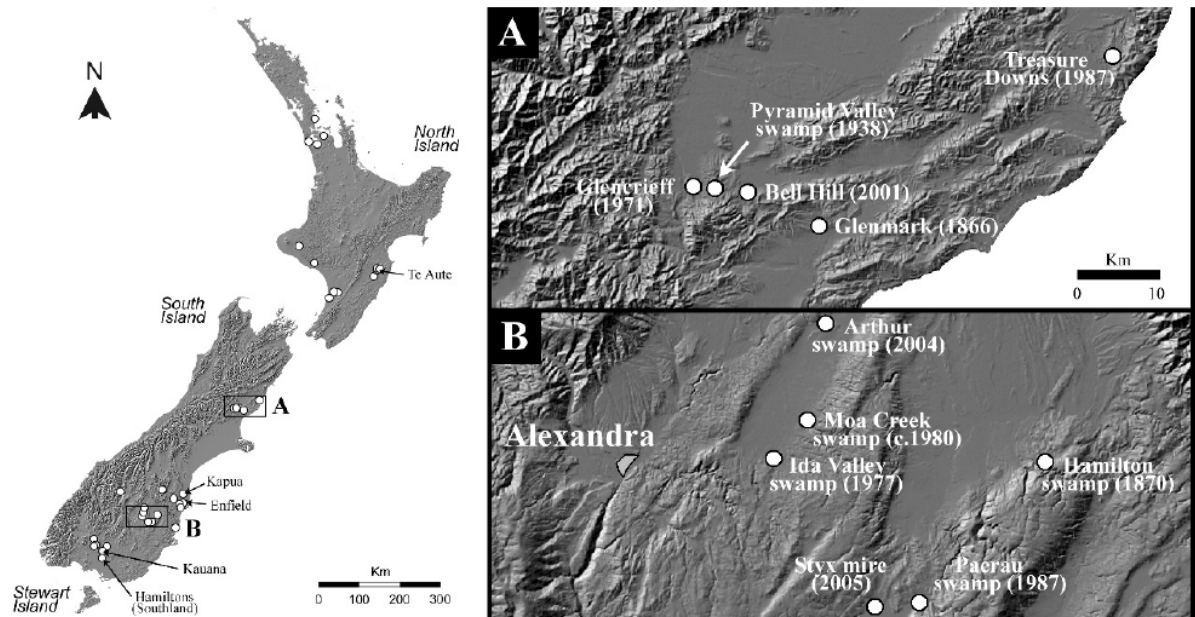 N
North
Island
Te Aute
South
Island
A
Kapua
Enfield
B
Kauana
Hamiltons
(Southland)
Stewart
Island
Km
0 100 200 300
A
Treasure
Downs (1987)
Pyramid Valley
swamp (1938)
Glencrieff
(1971)
Bell Hill (2001)
Glenmark (1866)
Km
0 10
B
Arthur
swamp (2004)
Moa Creek
swamp (c.1980)
Alexandra
Ida Valley
swamp (1977)
Hamilton
swamp (1870)
Styx mire
(2005)
Paerau
swamp (1987)